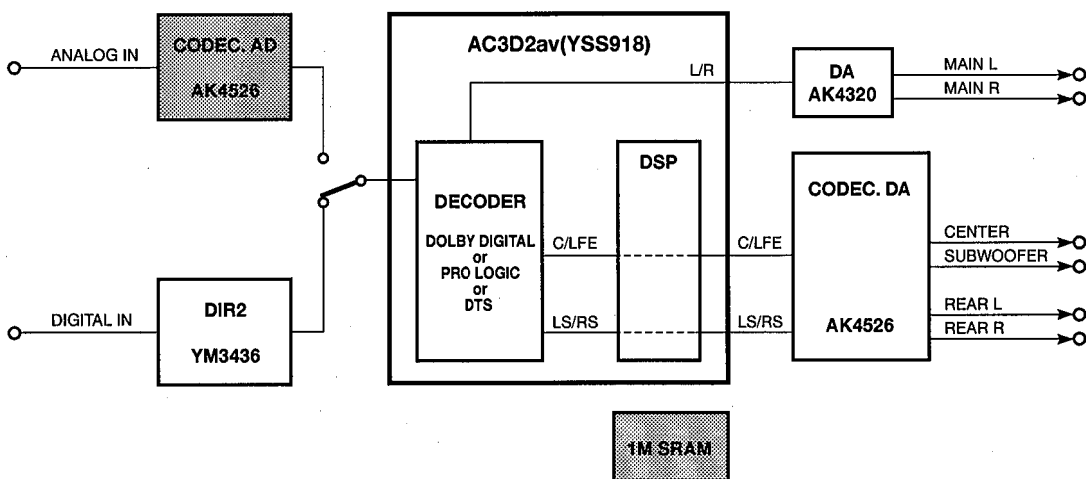 ANALOG IN
CODEC. AD
AK4526
AC3D2av(YSS918)
L/R
DA
AK4320
MAIN L
MAIN R
DECODER
DOLBY DIGITAL
or
PRO LOGIC
or
DTS
C/LFE
LS/RS
DSP
C/LFE
LS/RS
CODEC. DA
AK4526
CENTER
SUBWOOFER
REAR L
REAR R
DIGITAL IN
DIR2
YM3436
1M SRAM